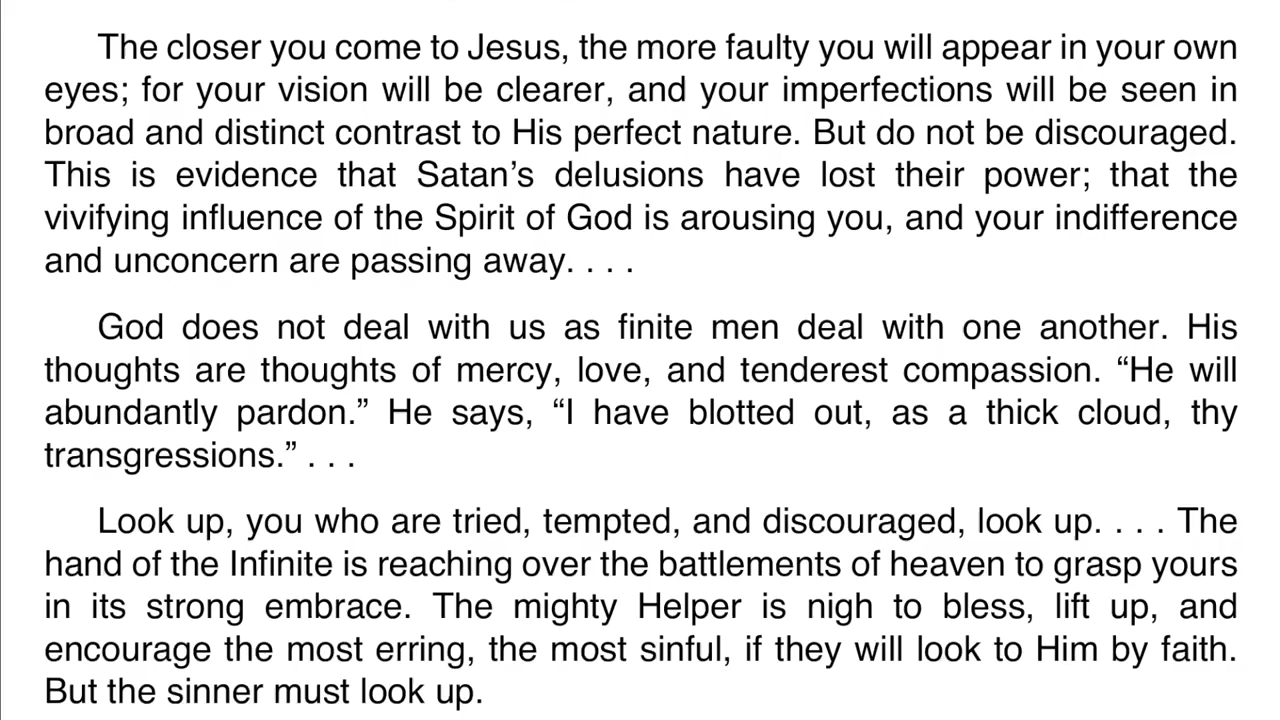 The closer you come to Jesus, the more faulty you will appear in your own
eyes; for your vision will be clearer, and your imperfections will be seen in
broad and distinct contrast to His perfect nature. But do not be discouraged.
This is evidence that Satan’s delusions have lost their power; that the
vivifying influence of the Spirit of God is arousing you, and your indifference
and unconcern are passing away. . . .
God does not deal with us as finite men deal with one another. His
thoughts are thoughts of mercy, love, and tenderest compassion. “He will
abundantly pardon.” He says, “I have blotted out, as a thick cloud, thy
transgressions.” . . .
Look up, you who are tried, tempted, and discouraged, look up. . . . The
hand of the Infinite is reaching over the battlements of heaven to grasp yours
in its strong embrace. The mighty Helper is nigh to bless, lift up, and
encourage the most erring, the most sinful, if they will look to Him by faith.
But the sinner must look up.